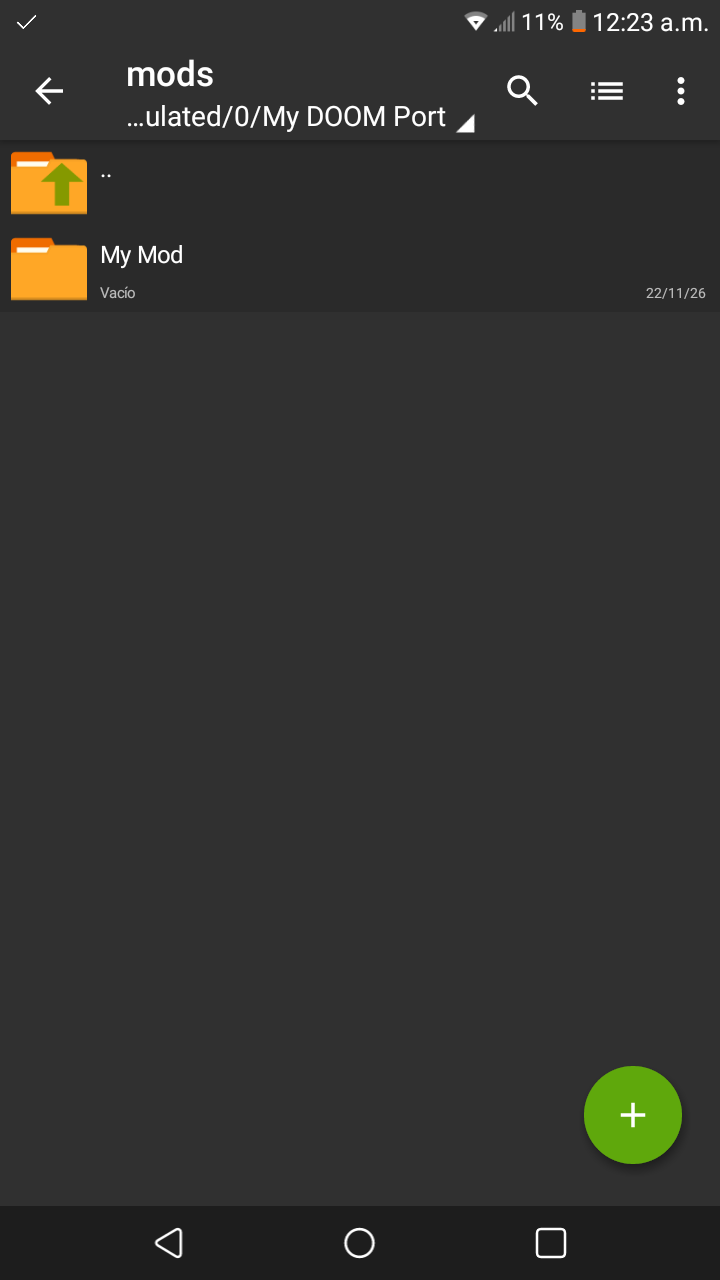 11% 12:23 a.m.
mods
…ulated/0/My DOOM Port
..
My Mod
Vacío 22/11/26